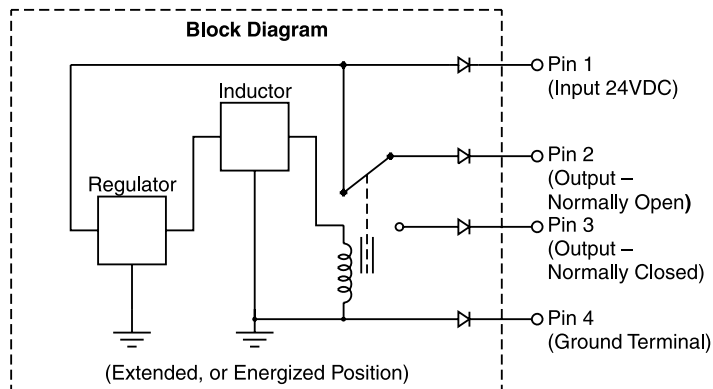 Block Diagram
Pin 1
(Input 24VDC)
Inductor
Pin 2
(Output –
Normally Open)
Regulator
Pin 3
(Output –
Normally Closed)
Pin 4
(Ground Terminal)
(Extended, or Energized Position)